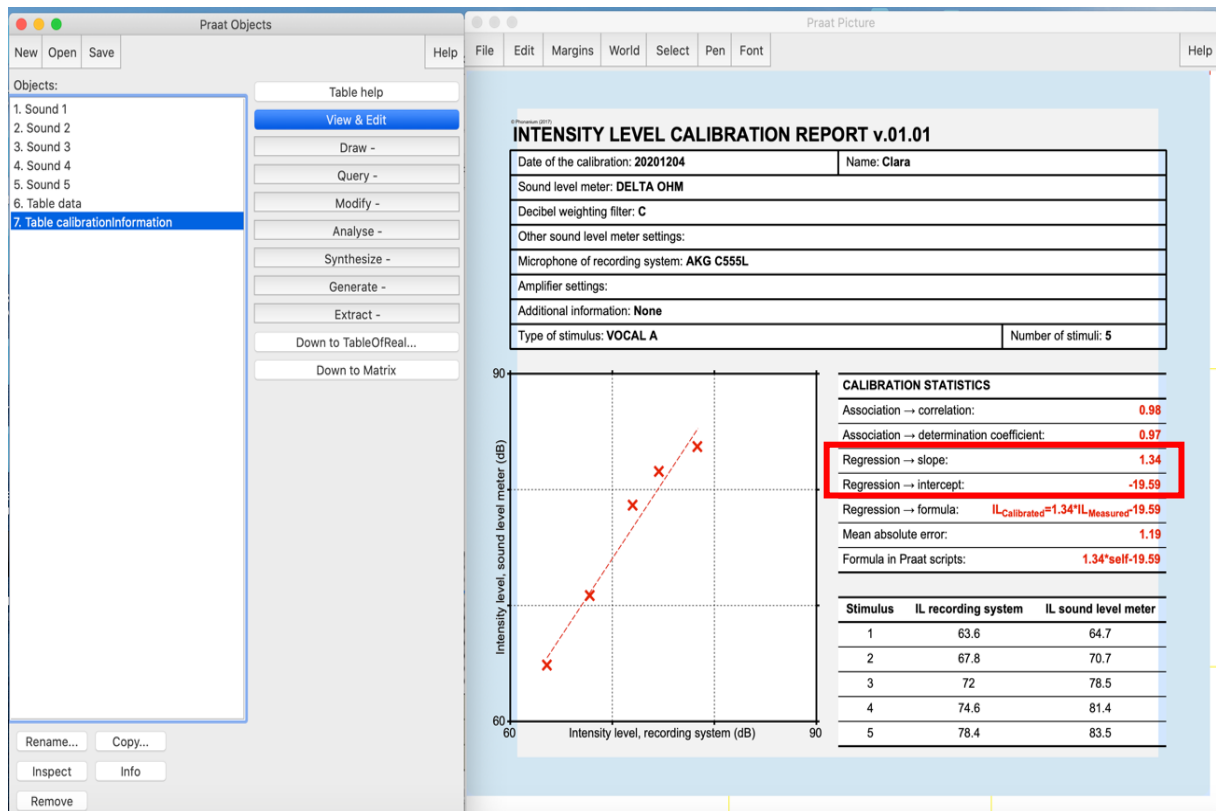 Praat Objects
New Open Save Help
Objects:
1. Sound 1
2. Sound 2
3. Sound 3
4. Sound 4
5. Sound 5
6. Table data
7. Table calibrationInformation
Table help
View & Edit
Draw -
Query -
Modify -
Analyse -
Synthesize -
Generate -
Extract -
Down to TableOfReal...
Down to Matrix
Rename... Copy...
Inspect Info
Remove
Praat Picture
File Edit Margins World Select Pen Font Help
© Phonanium (2017)
INTENSITY LEVEL CALIBRATION REPORT v.01.01
Date of the calibration: 20201204 Name: Clara
Sound level meter: DELTA OHM
Decibel weighting filter: C
Other sound level meter settings:
Microphone of recording system: AKG C555L
Amplifier settings:
Additional information: None
Type of stimulus: VOCAL A Number of stimuli: 5
90
Intensity level, sound level meter (dB)
60
60 Intensity level, recording system (dB) 90
CALIBRATION STATISTICS
Association → correlation: 0.98
Association → determination coefficient: 0.97
Regression → slope: 1.34
Regression → intercept: -19.59
Regression → formula: ILCalibrated=1.34*ILMeasured-19.59
Mean absolute error: 1.19
Formula in Praat scripts: 1.34*self-19.59
Stimulus IL recording system IL sound level meter
1 63.6 64.7
2 67.8 70.7
3 72 78.5
4 74.6 81.4
5 78.4 83.5